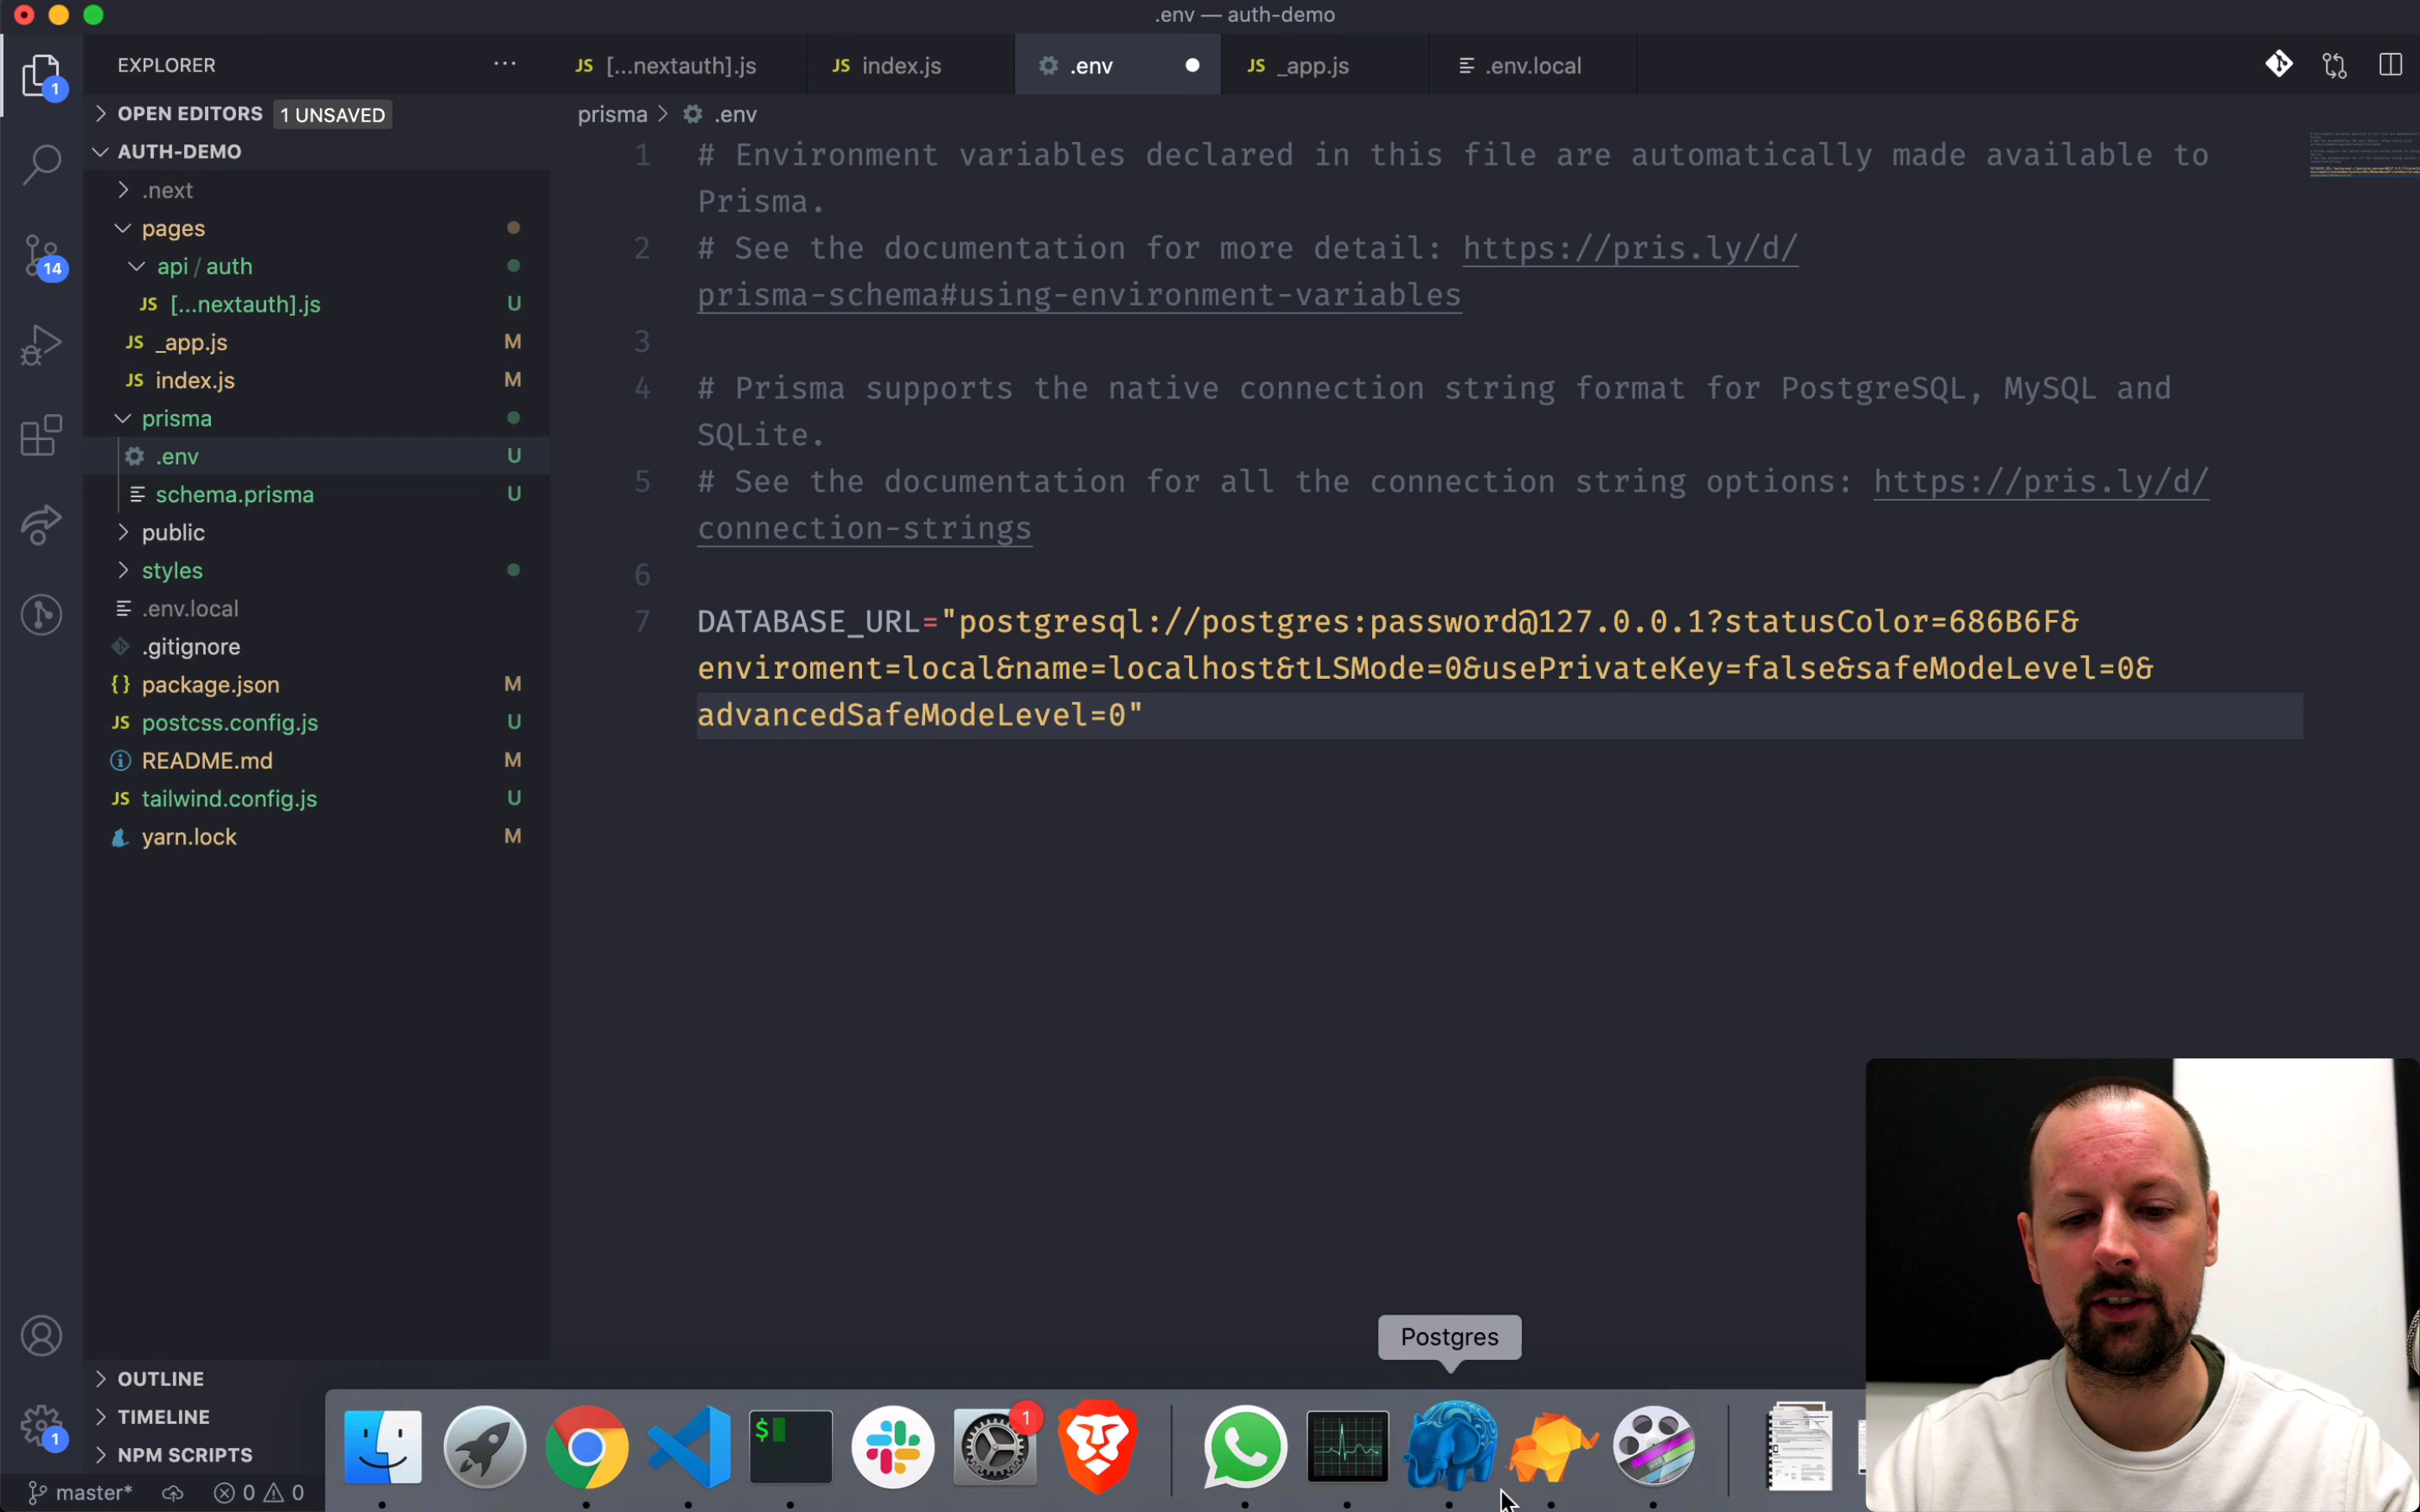 .env — auth-demo
EXPLORER
···
JS [...nextauth].js
JS index.js
.env
JS _app.js
.env.local
1
OPEN EDITORS 1 UNSAVED
prisma > .env
AUTH-DEMO
.next
pages
api / auth
JS [...nextauth].js U
JS _app.js M
JS index.js M
prisma
.env U
schema.prisma U
public
styles
.env.local
.gitignore
{} package.json M
JS postcss.config.js U
README.md M
JS tailwind.config.js U
yarn.lock M
14
1 # Environment variables declared in this file are automatically made available to
Prisma.
2 # See the documentation for more detail: https://pris.ly/d/
prisma-schema#using-environment-variables
3
4 # Prisma supports the native connection string format for PostgreSQL, MySQL and
SQLite.
5 # See the documentation for all the connection string options: https://pris.ly/d/
connection-strings
6
7 DATABASE_URL="postgresql://postgres:password@127.0.0.1?statusColor=686B6F&
enviroment=local&name=localhost&tLSMode=0&usePrivateKey=false&safeModeLevel=0&
advancedSafeModeLevel=0"
Postgres
OUTLINE
TIMELINE
NPM SCRIPTS
1
$
1
master* 0 0